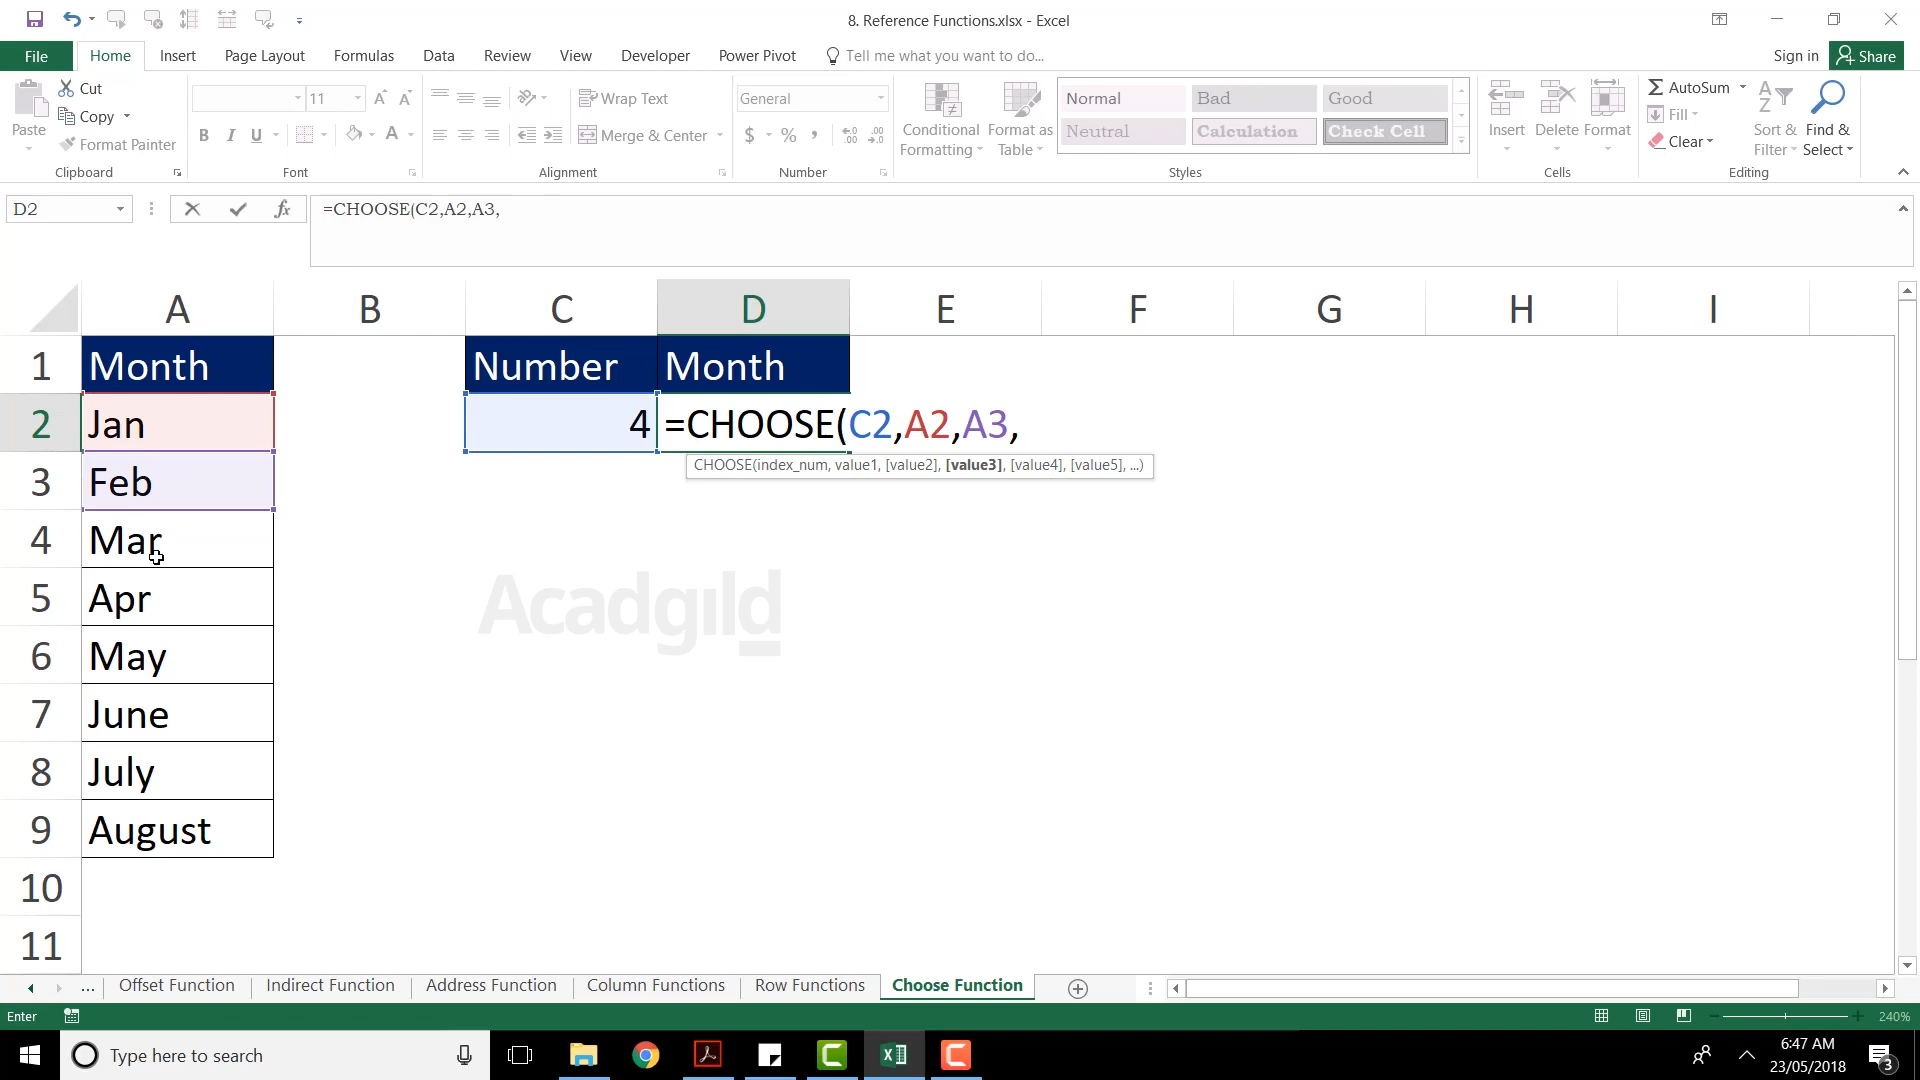 8. Reference Functions.xlsx - Excel
File Home Insert Page Layout Formulas Data Review View Developer Power Pivot Tell me what you want to do... Sign in Share
Paste Cut Copy Format Painter
Clipboard
11
B I U
Font
Wrap Text
Merge & Center
Alignment
General
$ % ,
Number
Conditional Formatting
Format as Table
Normal Bad Good
Neutral Calculation Check Cell
Styles
Insert Delete Format
Cells
AutoSum
Fill
Clear
Sort & Filter
Find & Select
Editing
D2 fx =CHOOSE(C2,A2,A3,
A B C D E F G H I
1 Month Number Month
2 Jan 4 =CHOOSE(C2,A2,A3,
CHOOSE(index_num, value1, [value2], [value3], [value4], [value5], ...)
3 Feb
4 Mar
5 Apr
Acadgild
6 May
7 June
8 July
9 August
10
11
... Offset Function Indirect Function Address Function Column Functions Row Functions Choose Function
Enter 240%
Type here to search
6:47 AM
23/05/2018
3